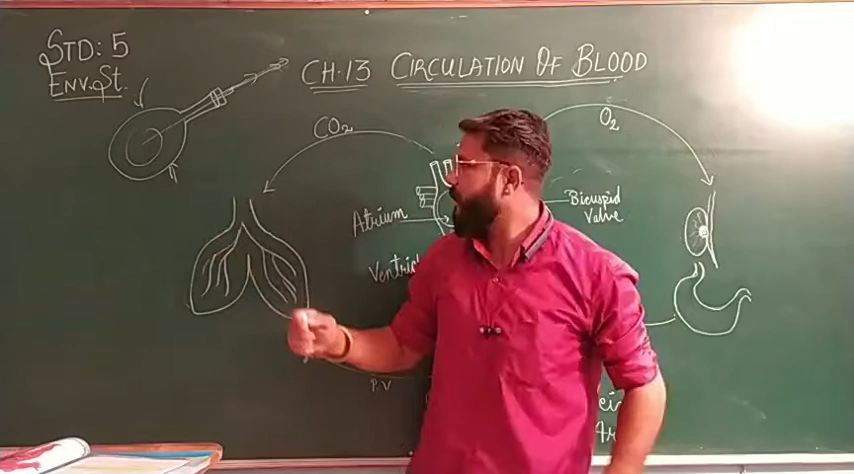 STD: 5
ENV. St.
CH-13 CIRCULATION OF BLOOD
CO₂
O₂
Atrium
Bicuspid
Valve
P.V